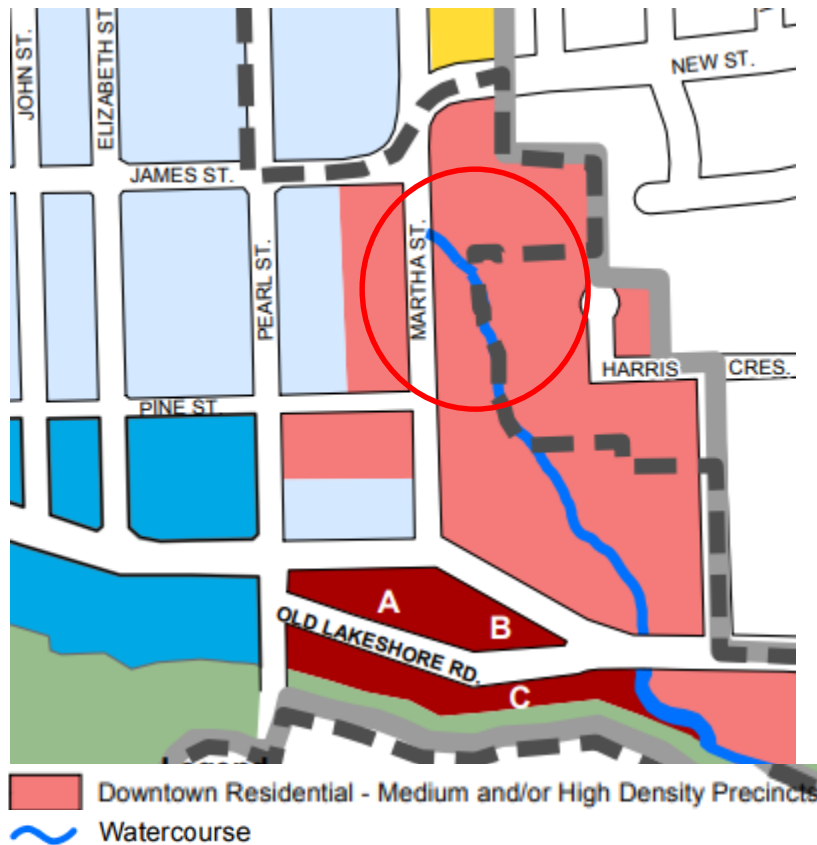 JOHN ST.
ELIZABETH ST
NEW ST.
JAMES ST.
PEARL ST.
MARTHA ST.
HARRIS
CRES.
PINE ST.
A
B
OLD LAKESHORE RD.
C
Legend
Downtown Residential - Medium and/or High Density Precincts
Watercourse